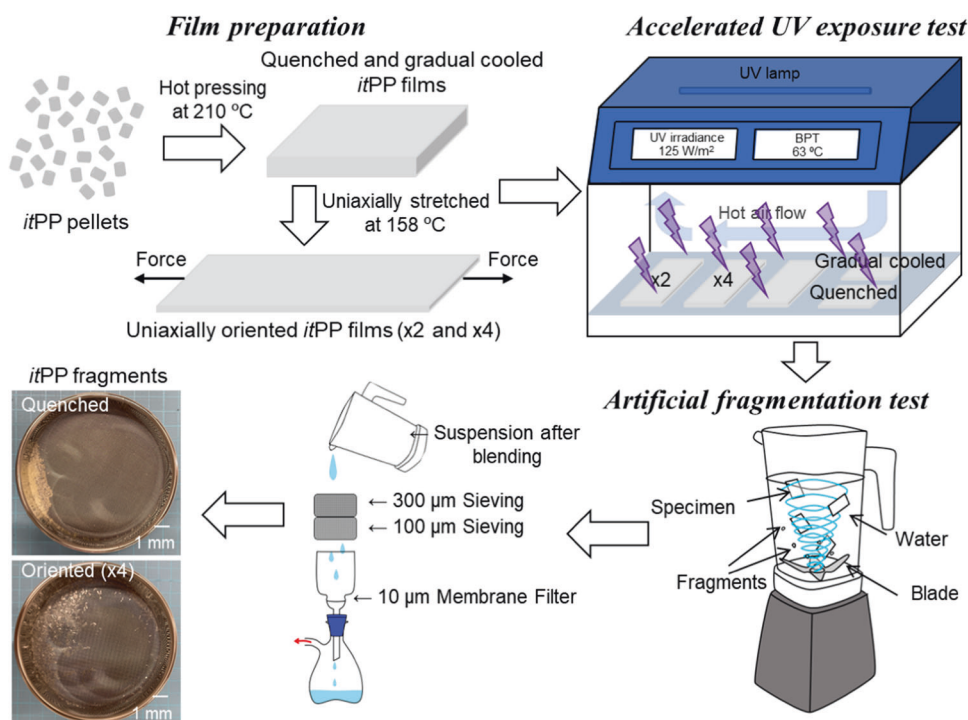 Film preparation
Accelerated UV exposure test
Quenched and gradual cooled
itPP films
Hot pressing
at 210 ºC
itPP pellets
Uniaxially stretched
at 158 ºC
Force
Force
Uniaxially oriented itPP films (x2 and x4)
UV lamp
UV irradiance
125 W/m²
BPT
63 ºC
Hot air flow
Gradual cooled
x2
x4
Quenched
Artificial fragmentation test
Specimen
Water
Fragments
Blade
Suspension after
blending
← 300 µm Sieving
← 100 µm Sieving
← 10 µm Membrane Filter
itPP fragments
Quenched
1 mm
Oriented (x4)
1 mm